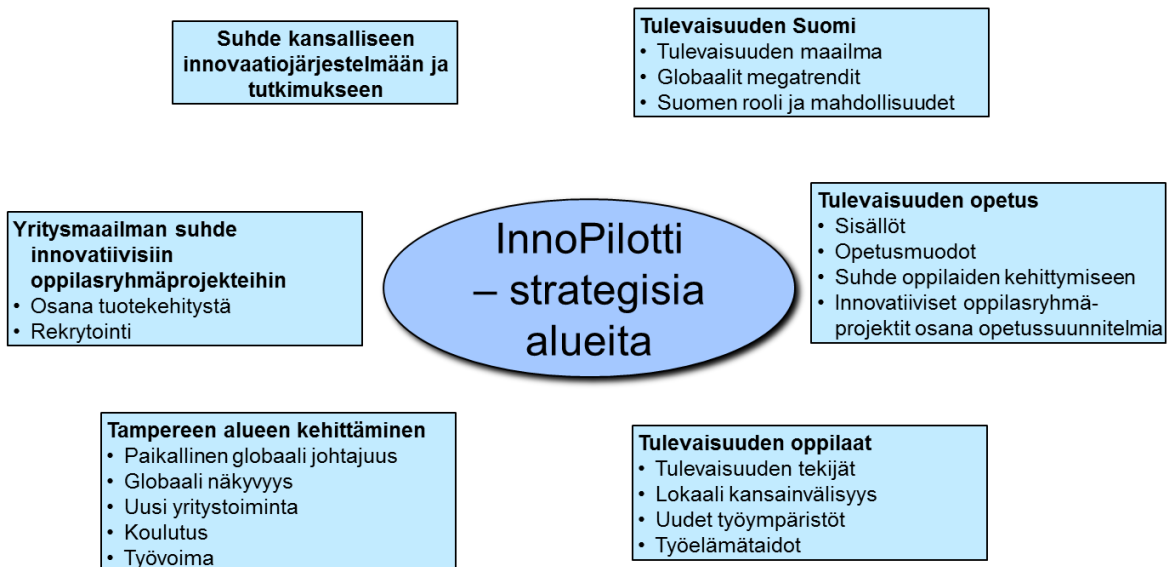 Suhde kansalliseen
innovaatiojärjestelmään ja
tutkimukseen
Tulevaisuuden Suomi
• Tulevaisuuden maailma
• Globaalit megatrendit
• Suomen rooli ja mahdollisuudet
Yritysmaailman suhde
innovatiivisiin
oppilasryhmäprojekteihin
• Osana tuotekehitystä
• Rekrytointi
InnoPilotti
– strategisia
alueita
Tulevaisuuden opetus
• Sisällöt
• Opetusmuodot
• Suhde oppilaiden kehittymiseen
• Innovatiiviset oppilasryhmä-
projektit osana opetussuunnitelmia
Tampereen alueen kehittäminen
• Paikallinen globaali johtajuus
• Globaali näkyvyys
• Uusi yritystoiminta
• Koulutus
• Työvoima
Tulevaisuuden oppilaat
• Tulevaisuuden tekijät
• Lokaali kansainvälisyys
• Uudet työympäristöt
• Työelämätaidot